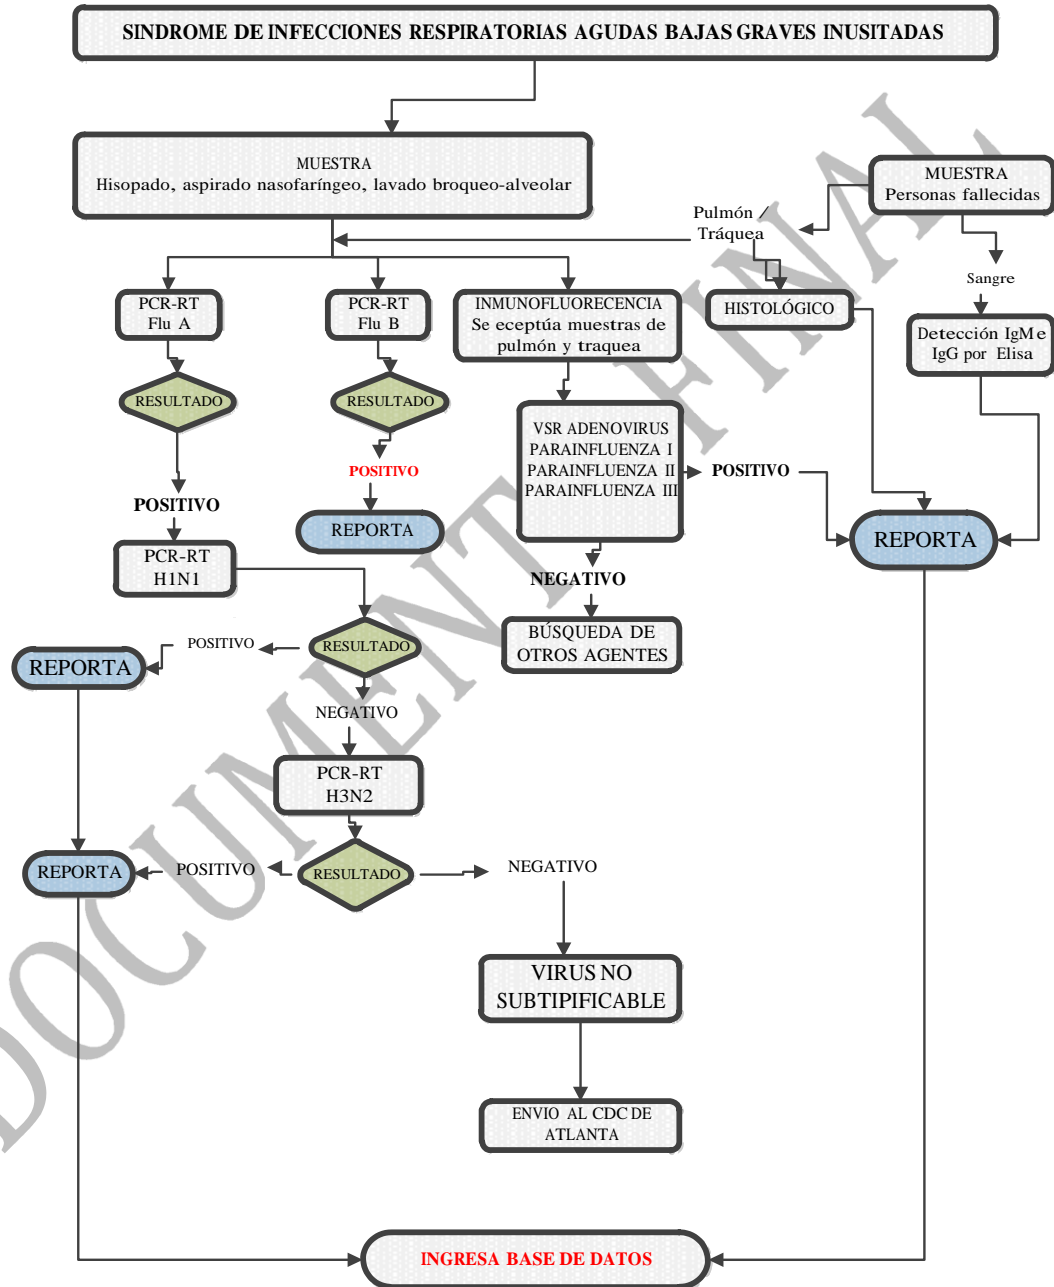 SINDROME DE INFECCIONES RESPIRATORIAS AGUDAS BAJAS GRAVES INUSITADAS
MUESTRA
Hisopado, aspirado nasofaríngeo, lavado broqueo-alveolar
MUESTRA
Personas fallecidas
Pulmón /
Tráquea
Sangre
PCR-RT
Flu A
PCR-RT
Flu B
INMUNOFLUORECENCIA
Se eceptúa muestras de
pulmón y traquea
HISTOLÓGICO
Detección IgM e
IgG por Elisa
RESULTADO
RESULTADO
VSR ADENOVIRUS
PARAINFLUENZA I
PARAINFLUENZA II
PARAINFLUENZA III
POSITIVO
POSITIVO
POSITIVO
REPORTA
REPORTA
PCR-RT
H1N1
NEGATIVO
BÚSQUEDA DE
OTROS AGENTES
RESULTADO
POSITIVO
REPORTA
NEGATIVO
PCR-RT
H3N2
RESULTADO
POSITIVO
REPORTA
NEGATIVO
VIRUS NO
SUBTIPIFICABLE
ENVIO AL CDC DE
ATLANTA
INGRESA BASE DE DATOS
DOCUMENT FINAL